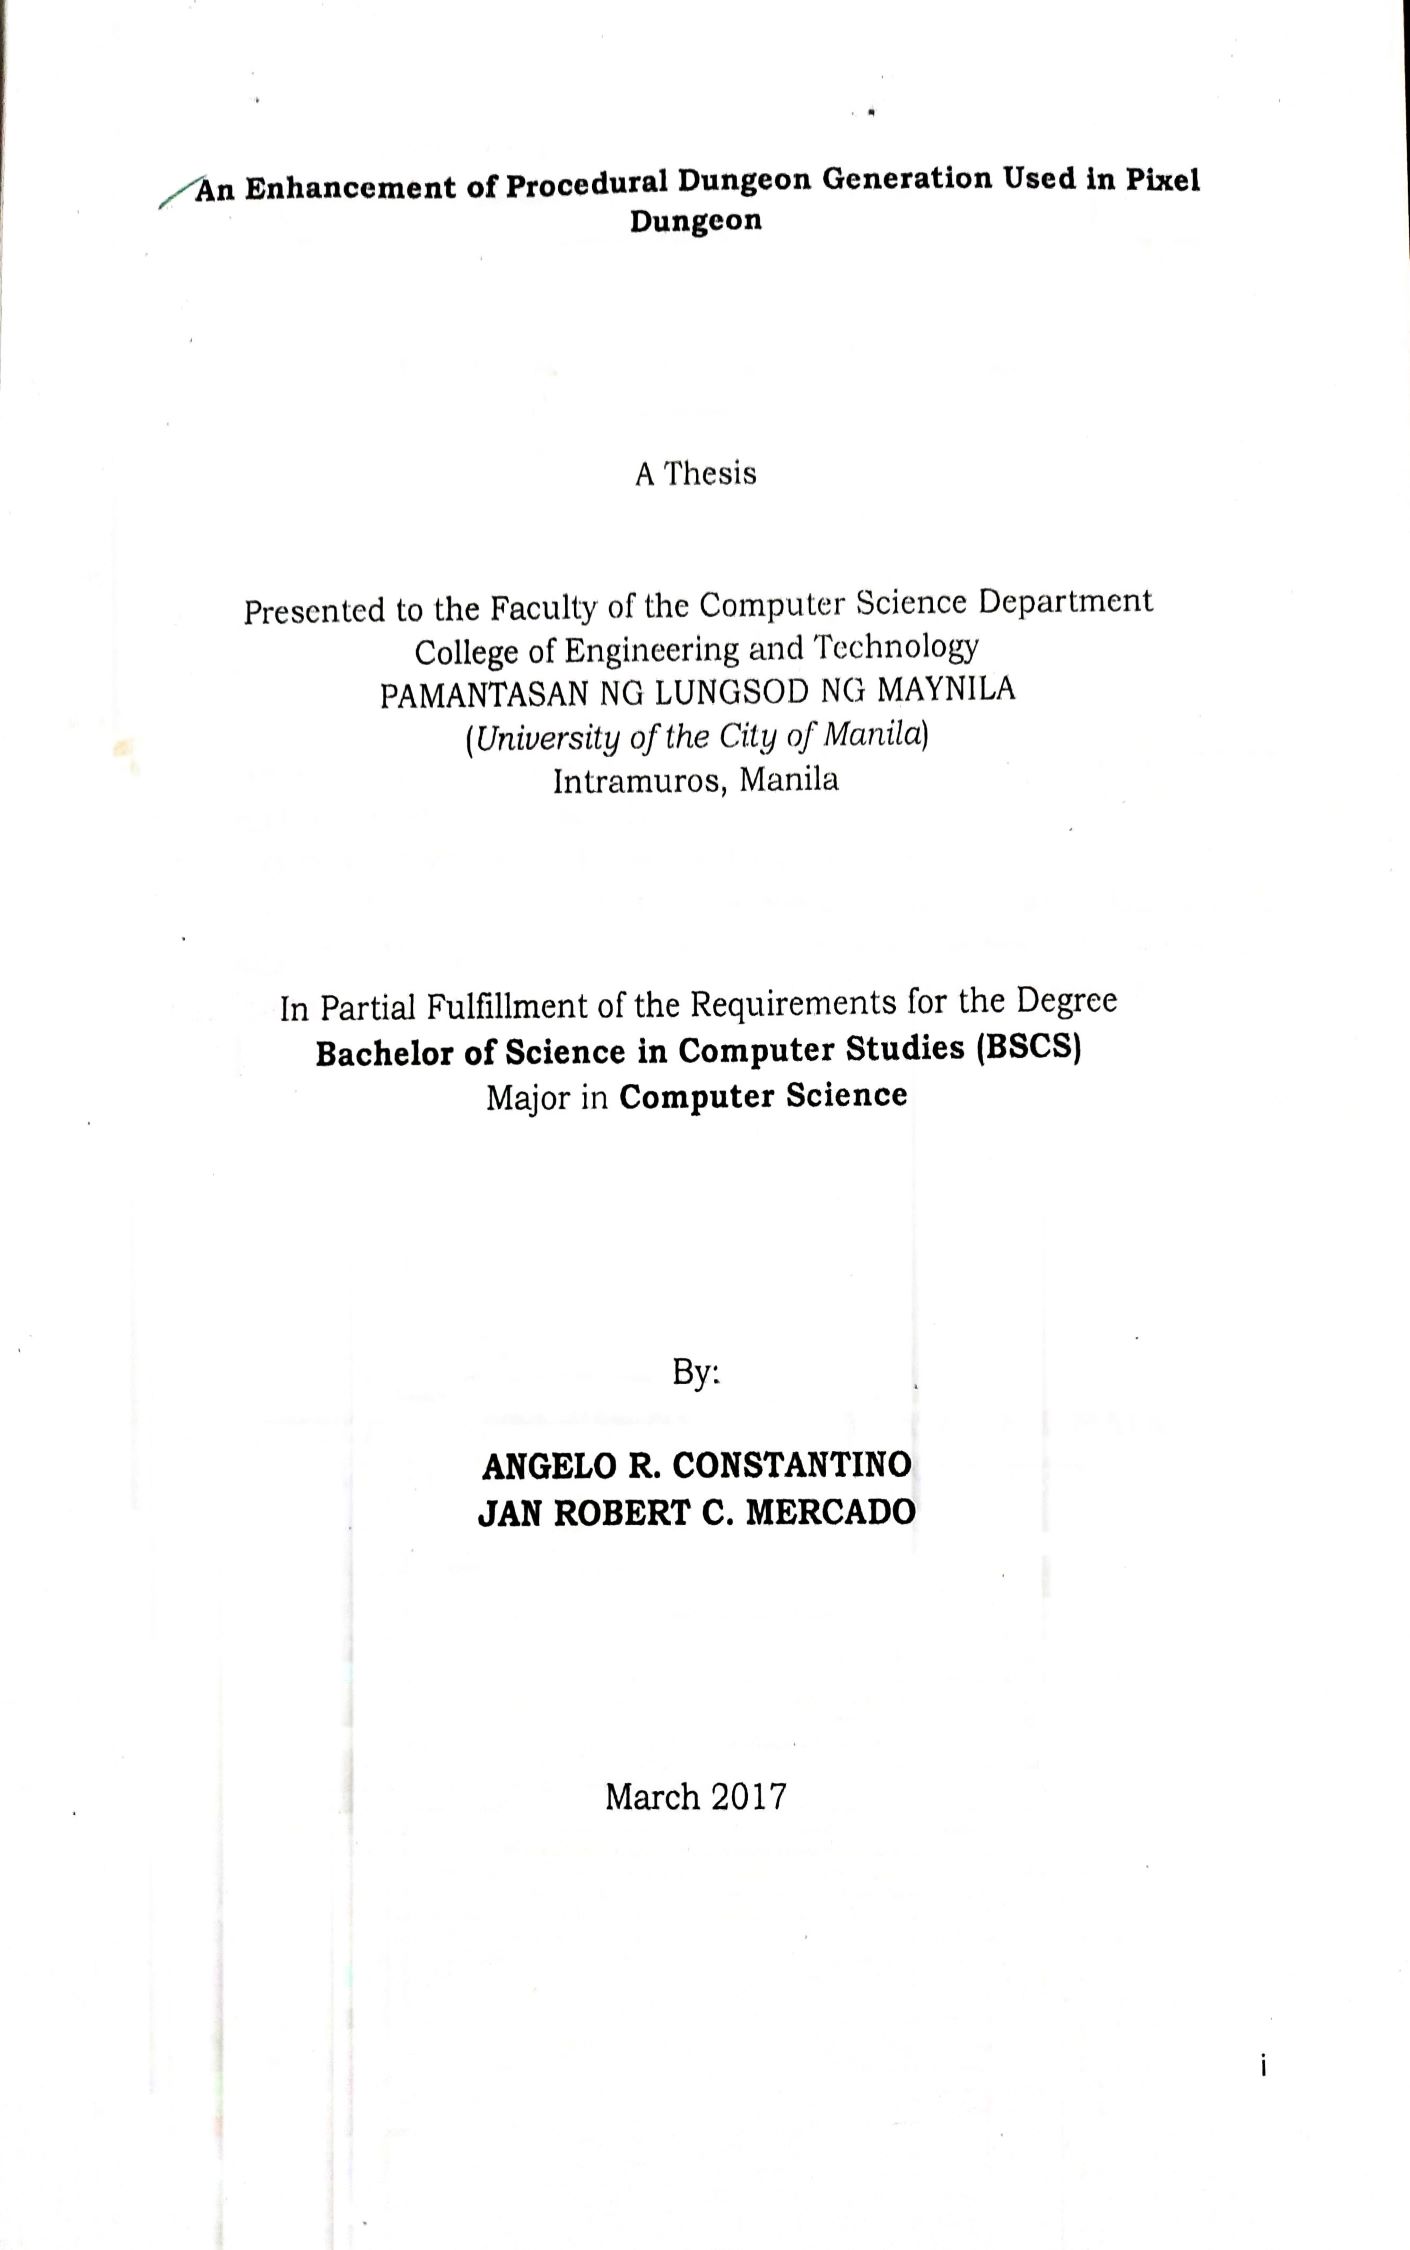 An Enhancement of Procedural Dungeon Generation Used in Pixel
Dungeon
A Thesis
Presented to the Faculty of the Computer Science Department
College of Engineering and Technology
PAMANTASAN NG LUNGSOD NG MAYNILA
(University of the City of Manila)
Intramuros, Manila
In Partial Fulfillment of the Requirements for the Degree
Bachelor of Science in Computer Studies (BSCS)
Major in Computer Science
By:
ANGELO R. CONSTANTINO
JAN ROBERT C. MERCADO
March 2017
i